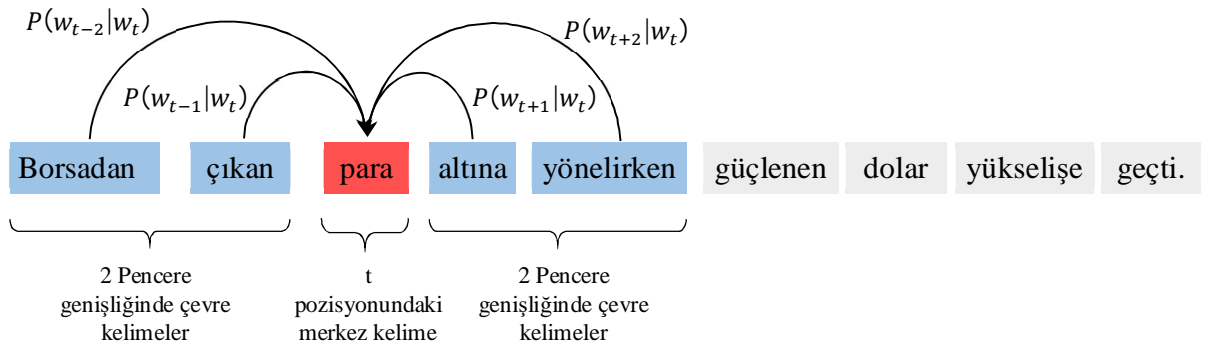 P(w_{t−2}|w_t)
P(w_{t+2}|w_t)
P(w_{t−1}|w_t)
P(w_{t+1}|w_t)
Borsadan çıkan para altına yönelirken güçlenen dolar yükselişe geçti.
2 Pencere
genişliğinde çevre
kelimeler
t
pozisyonundaki
merkez kelime
2 Pencere
genişliğinde çevre
kelimeler